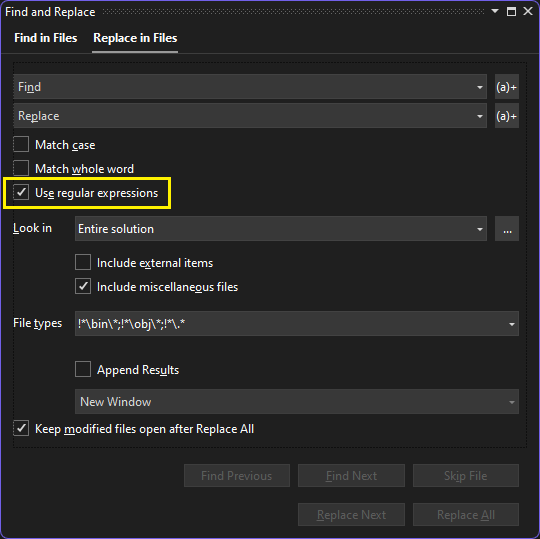 Find and Replace
Find in Files Replace in Files
Find (a)+
Replace (a)+
Match case
Match whole word
Use regular expressions
Look in Entire solution ...
Include external items
Include miscellaneous files
File types !*\bin\*;!*\obj\*;!*\.*
Append Results
New Window
Keep modified files open after Replace All
Find Previous Find Next Skip File
Replace Next Replace All